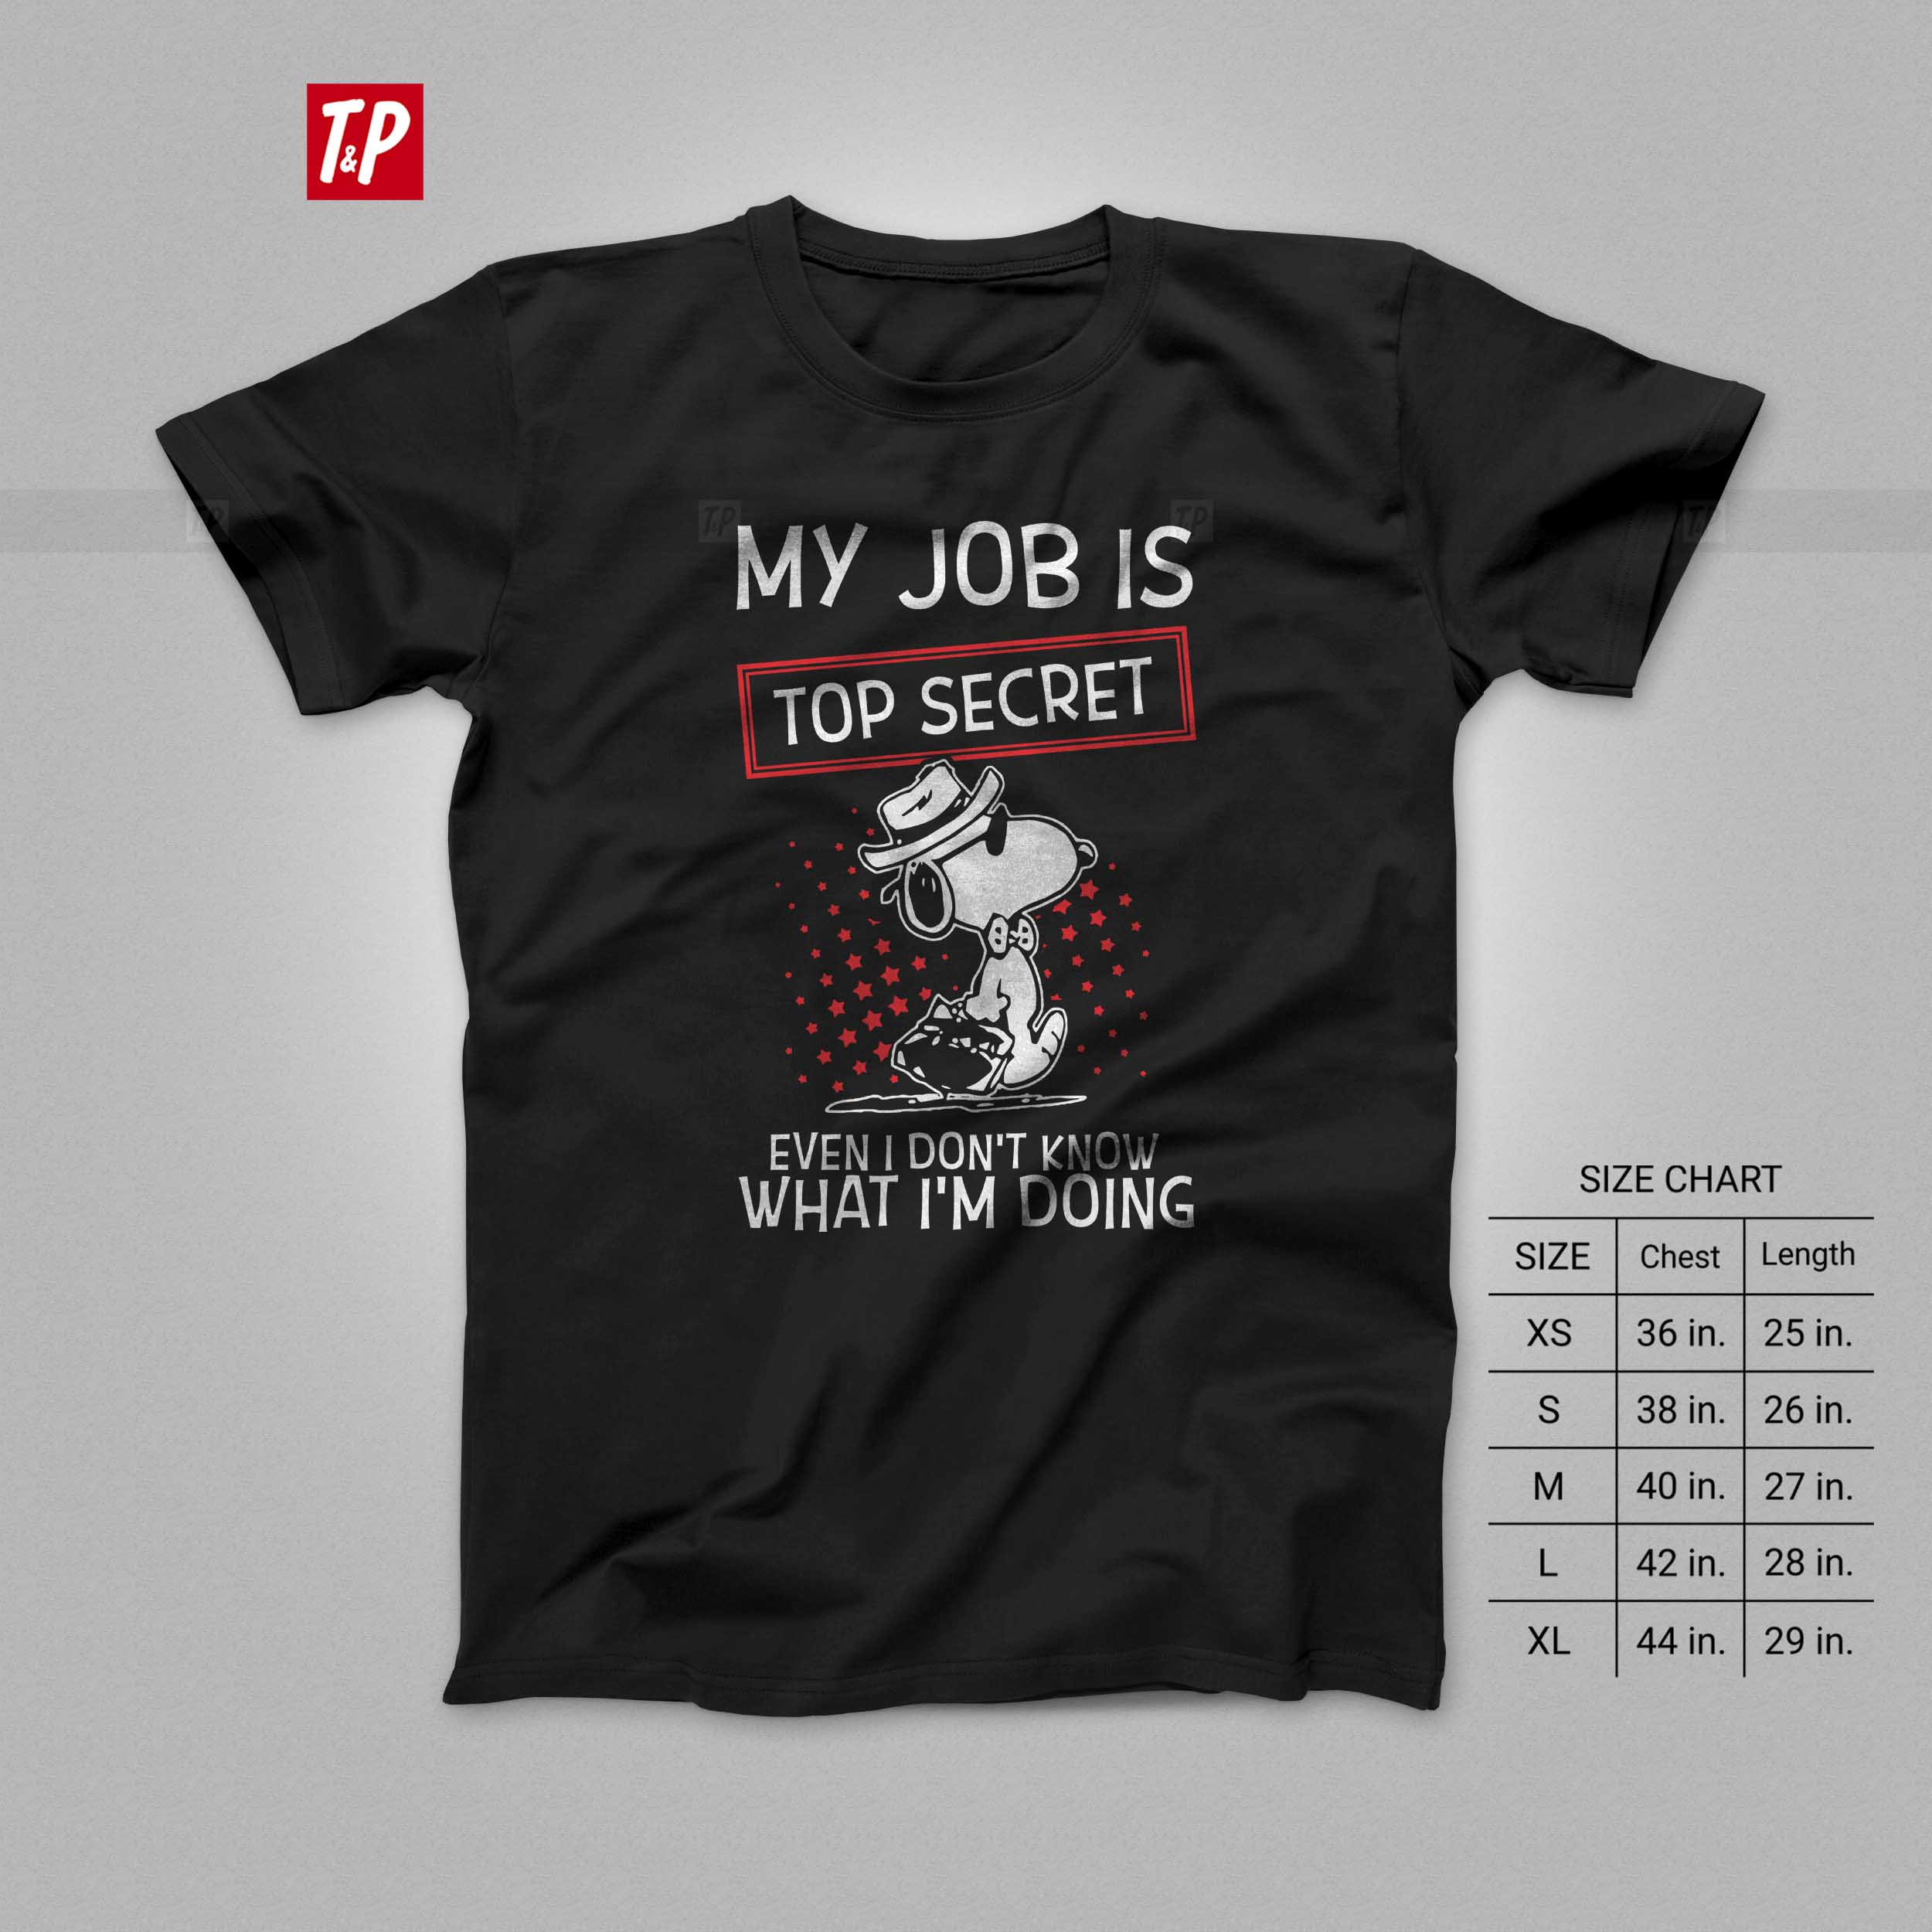 T&P
MY JOB IS
TOP SECRET
EVEN I DON'T KNOW
WHAT I'M DOING
SIZE CHART
SIZE Chest Length
XS 36 in. 25 in.
S 38 in. 26 in.
M 40 in. 27 in.
L 42 in. 28 in.
XL 44 in. 29 in.
T&P T&P T&P T&P